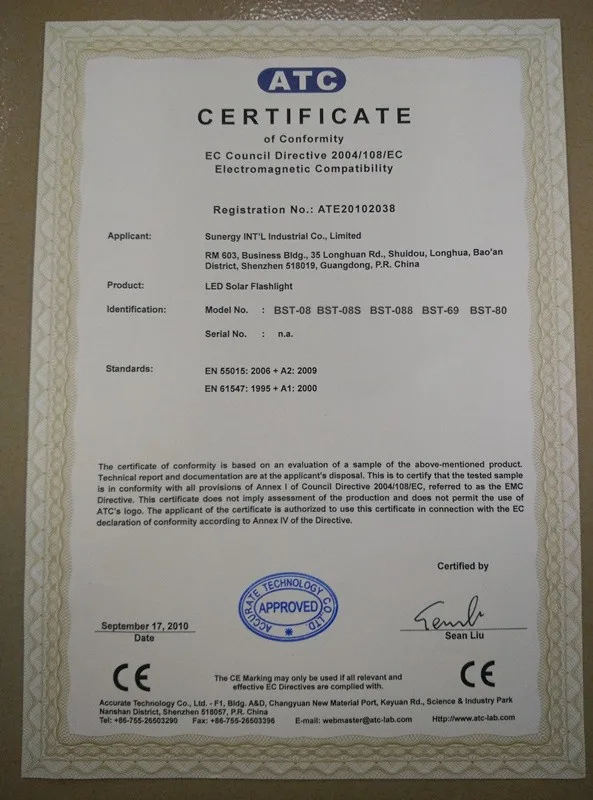 ATC
CERTIFICATE
of Conformity
EC Council Directive 2004/108/EC
Electromagnetic Compatibility
Registration No.: ATE20102038
Applicant: Sunergy INT'L Industrial Co., Limited
RM 603, Business Bldg., 35 Longhuan Rd., Shuidou, Longhua, Bao'an
District, Shenzhen 518019, Guangdong, P.R. China
Product: LED Solar Flashlight
Identification: Model No. : BST-08 BST-08S BST-088 BST-69 BST-80
Serial No. : n.a.
Standards: EN 55015: 2006 + A2: 2009
EN 61547: 1995 + A1: 2000
The certificate of conformity is based on an evaluation of a sample of the above-mentioned product.
Technical report and documentation are at the applicant's disposal. This is to certify that the tested sample
is in conformity with all provisions of Annex I of Council Directive 2004/108/EC, referred to as the EMC
Directive. This certificate does not imply assessment of the production and does not permit the use of
ATC's logo. The applicant of the certificate is authorized to use this certificate in connection with the EC
declaration of conformity according to Annex IV of the Directive.
Certified by
ACCURATE TECHNOLOGY CO.,LTD
APPROVED
September 17, 2010
Date
Sean Liu
CE
The CE Marking may only be used if all relevant and
effective EC Directives are complied with.
CE
Accurate Technology Co., Ltd. - F1, Bldg. A&D, Changyuan New Material Port, Keyuan Rd., Science & Industry Park
Nanshan District, Shenzhen 518057, P.R. China
Tel: +86-755-26503290 Fax: +86-755-26503396 E-mail: webmaster@atc-lab.com Http://www.atc-lab.com